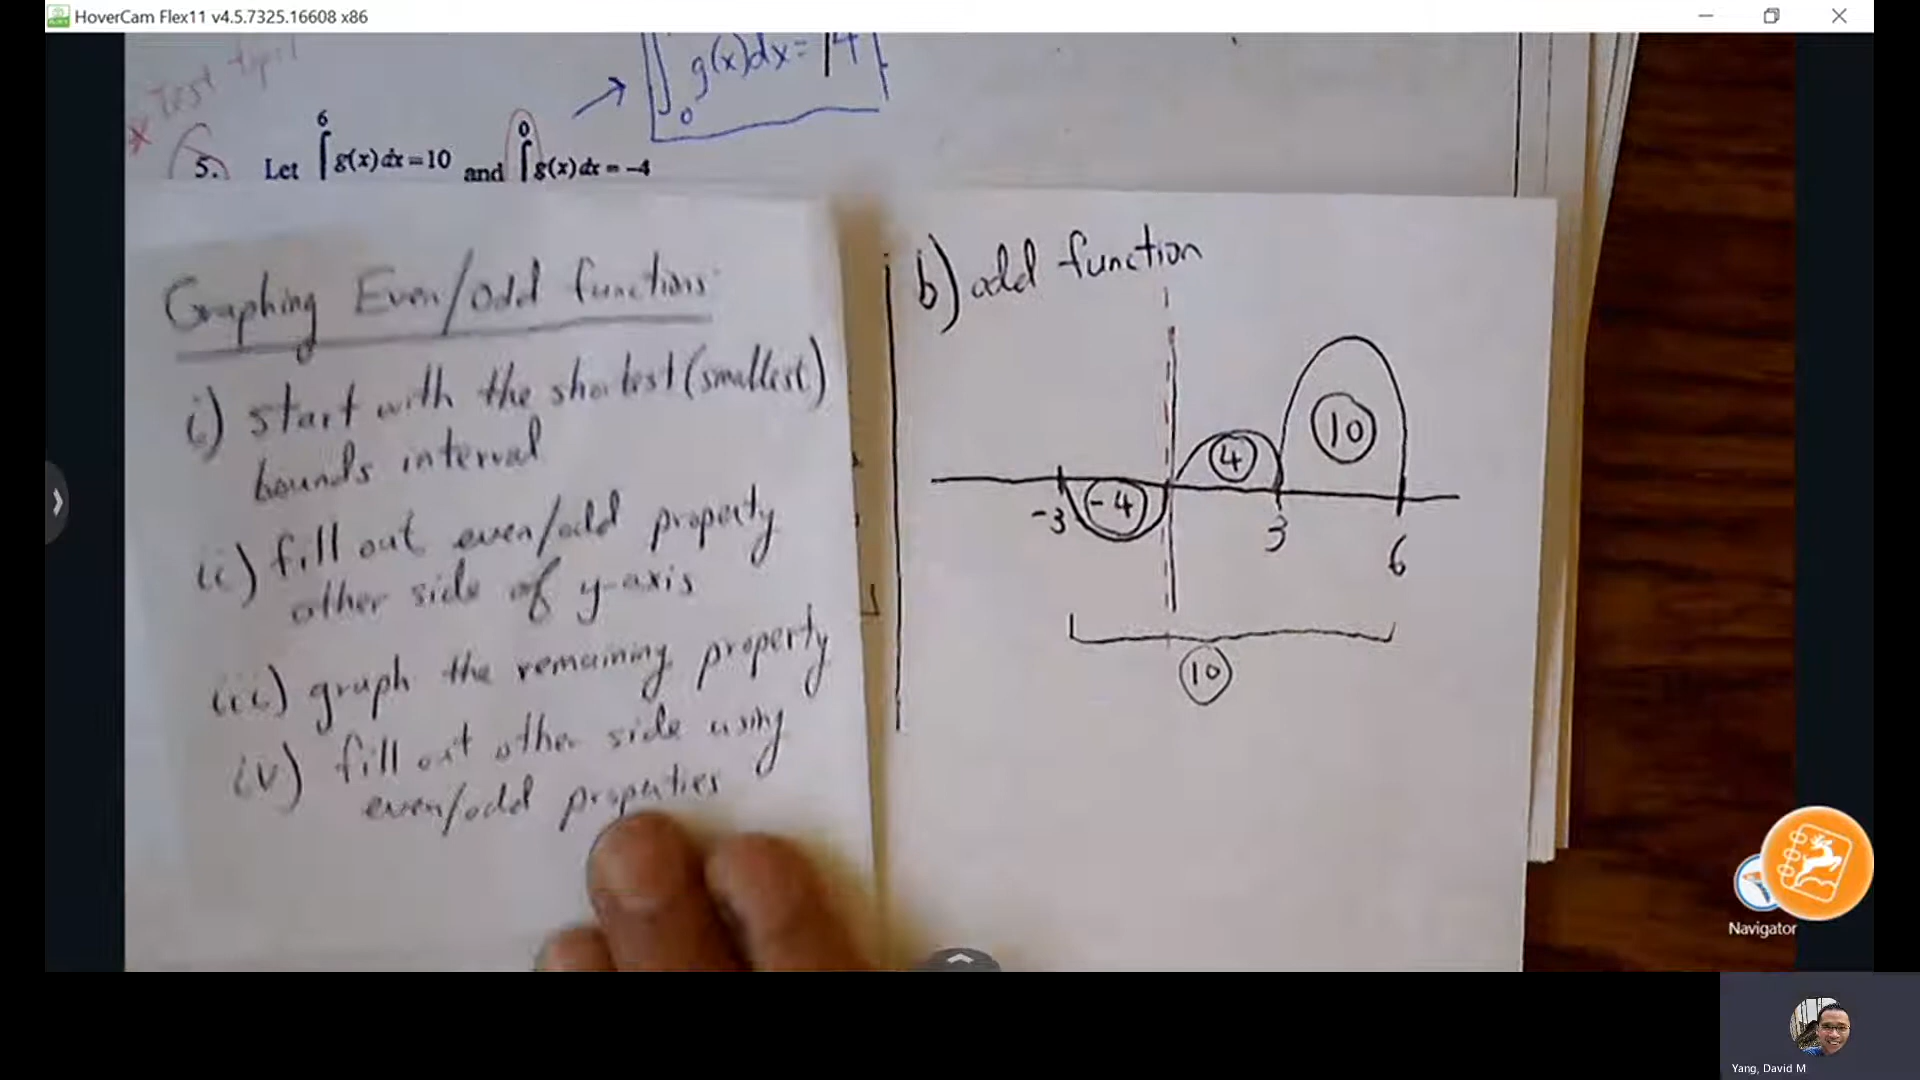 HoverCam Flex11 v4.5.7325.16608 x86
* Test
∫ g(x)dx = 4
0
5. Let ∫ g(x)dx = 10 and ∫ g(x)dx = -4
6
0
Graphing Even/Odd functions
i) start with the shortest (smallest)
bounds interval
ii) fill out even/odd property
other side of y-axis
iii) graph the remaining property
iv) fill out other side using
even/odd properties
b) odd function
10
4
-4
-3
3
6
10
Navigator
Yang, David M